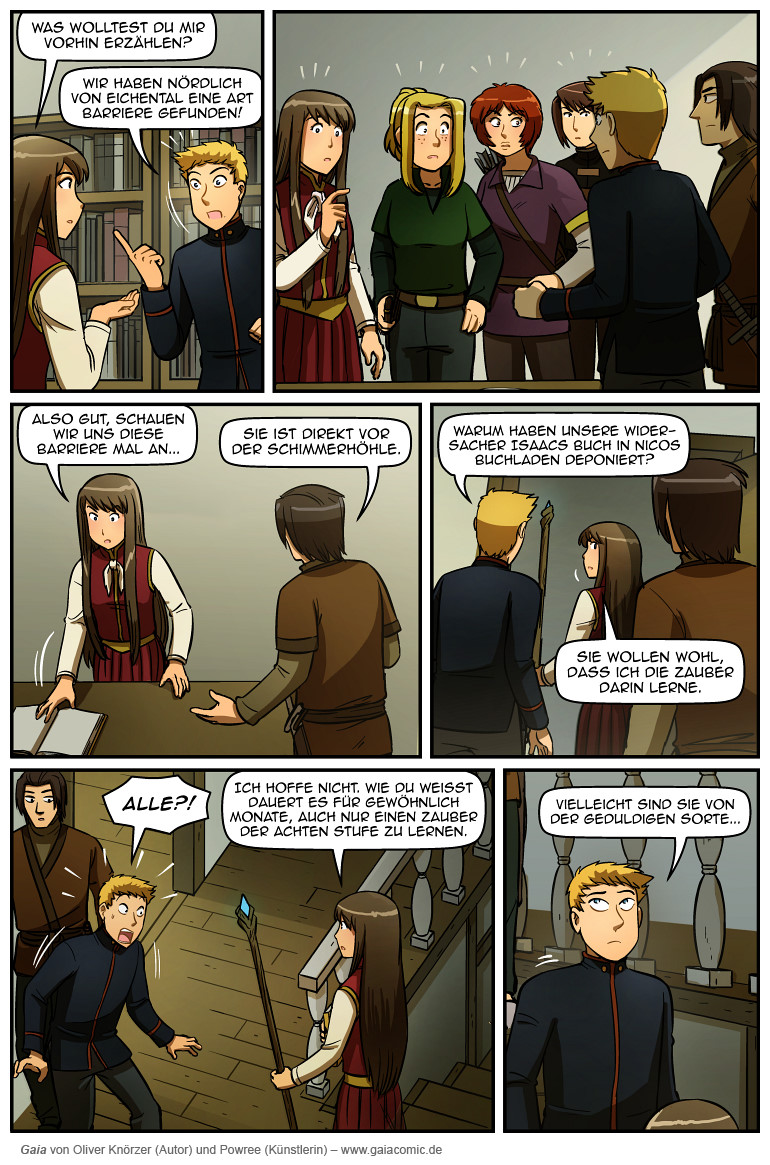 WAS WOLLTEST DU MIR
VORHIN ERZÄHLEN?
WIR HABEN NÖRDLICH
VON EICHENTAL EINE ART
BARRIERE GEFUNDEN!
ALSO GUT, SCHAUEN
WIR UNS DIESE
BARRIERE MAL AN...
SIE IST DIREKT VOR
DER SCHIMMERHÖHLE.
WARUM HABEN UNSERE WIDER-
SACHER ISAACS BUCH IN NICOS
BUCHLADEN DEPONIERT?
SIE WOLLEN WOHL,
DASS ICH DIE ZAUBER
DARIN LERNE.
ALLE?!
ICH HOFFE NICHT. WIE DU WEISST
DAUERT ES FÜR GEWÖHNLICH
MONATE, AUCH NUR EINEN ZAUBER
DER ACHTEN STUFE ZU LERNEN.
VIELLEICHT SIND SIE VON
DER GEDULDIGEN SORTE...
Gaia von Oliver Knörzer (Autor) und Powree (Künstlerin) – www.gaiacomic.de